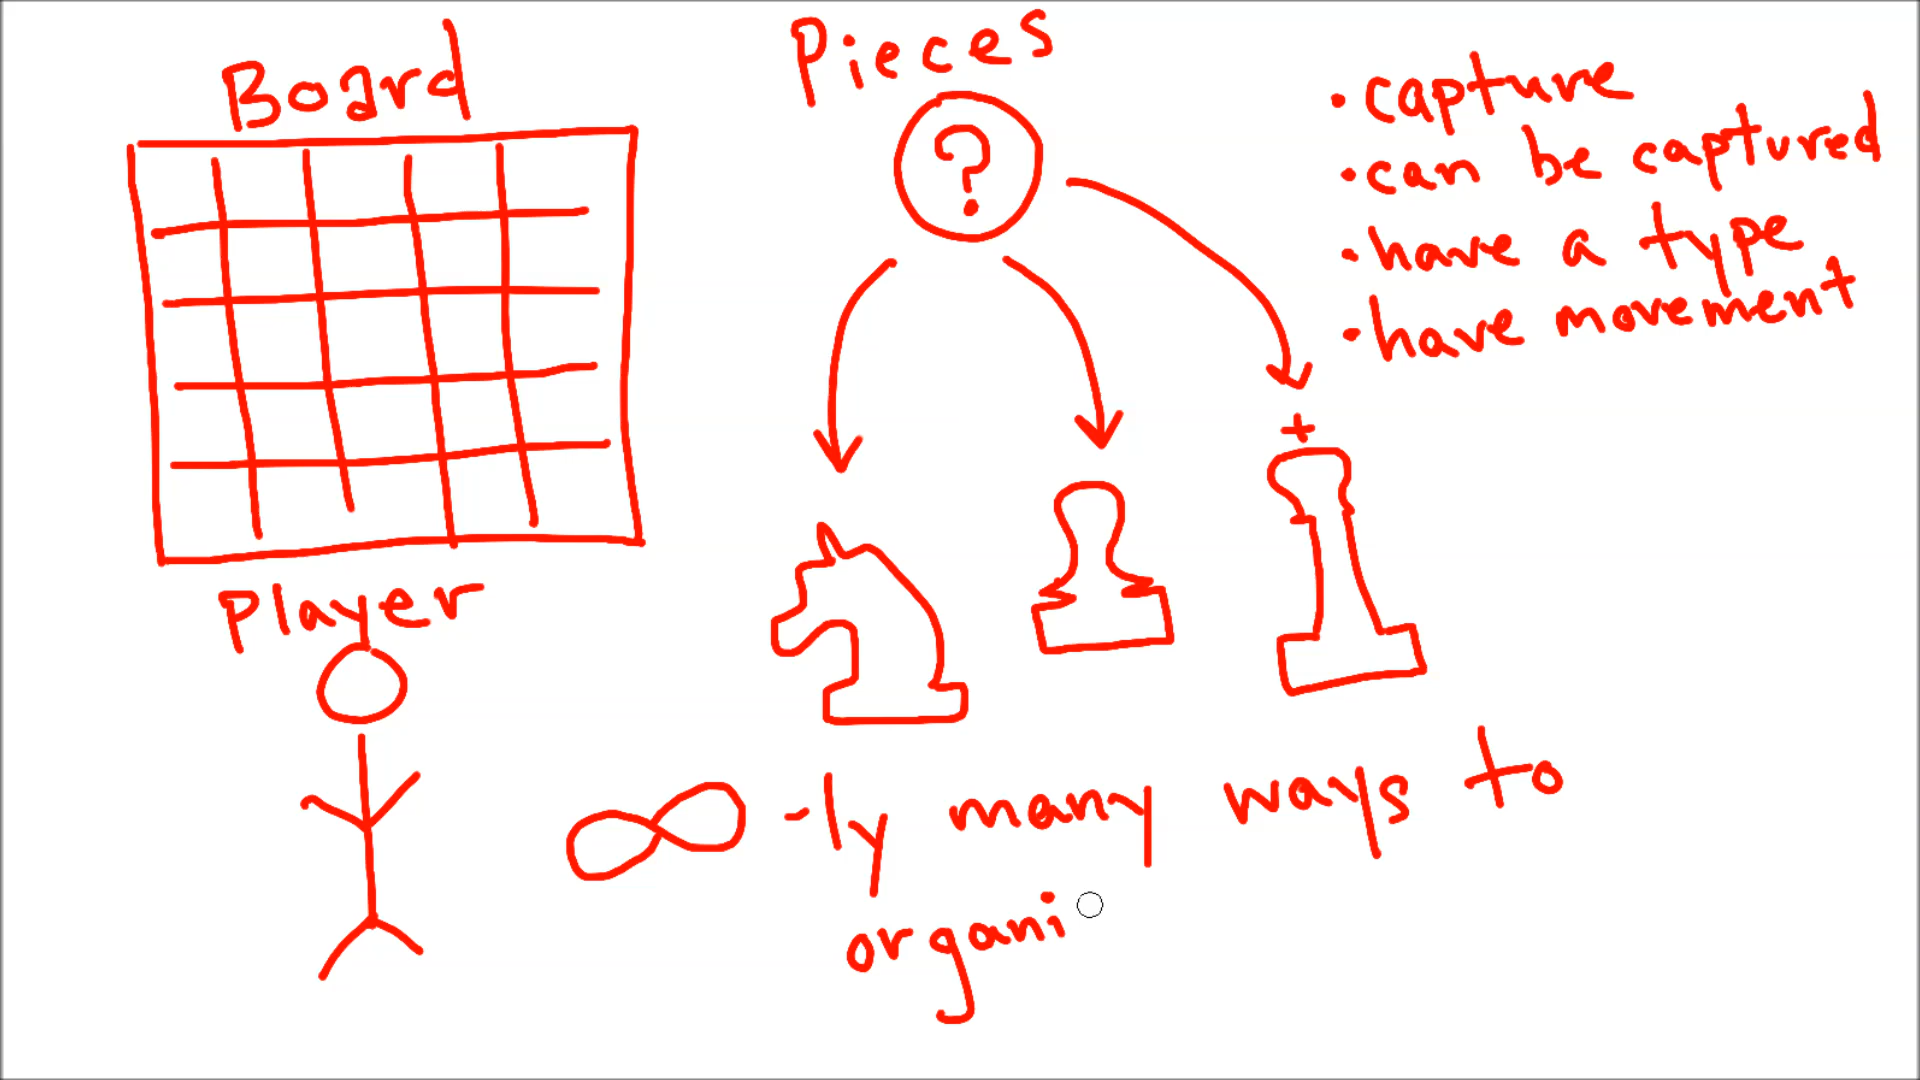 Board
Pieces
?
• capture
• can be captured
• have a type
• have movement
Player
∞-ly many ways to
organi